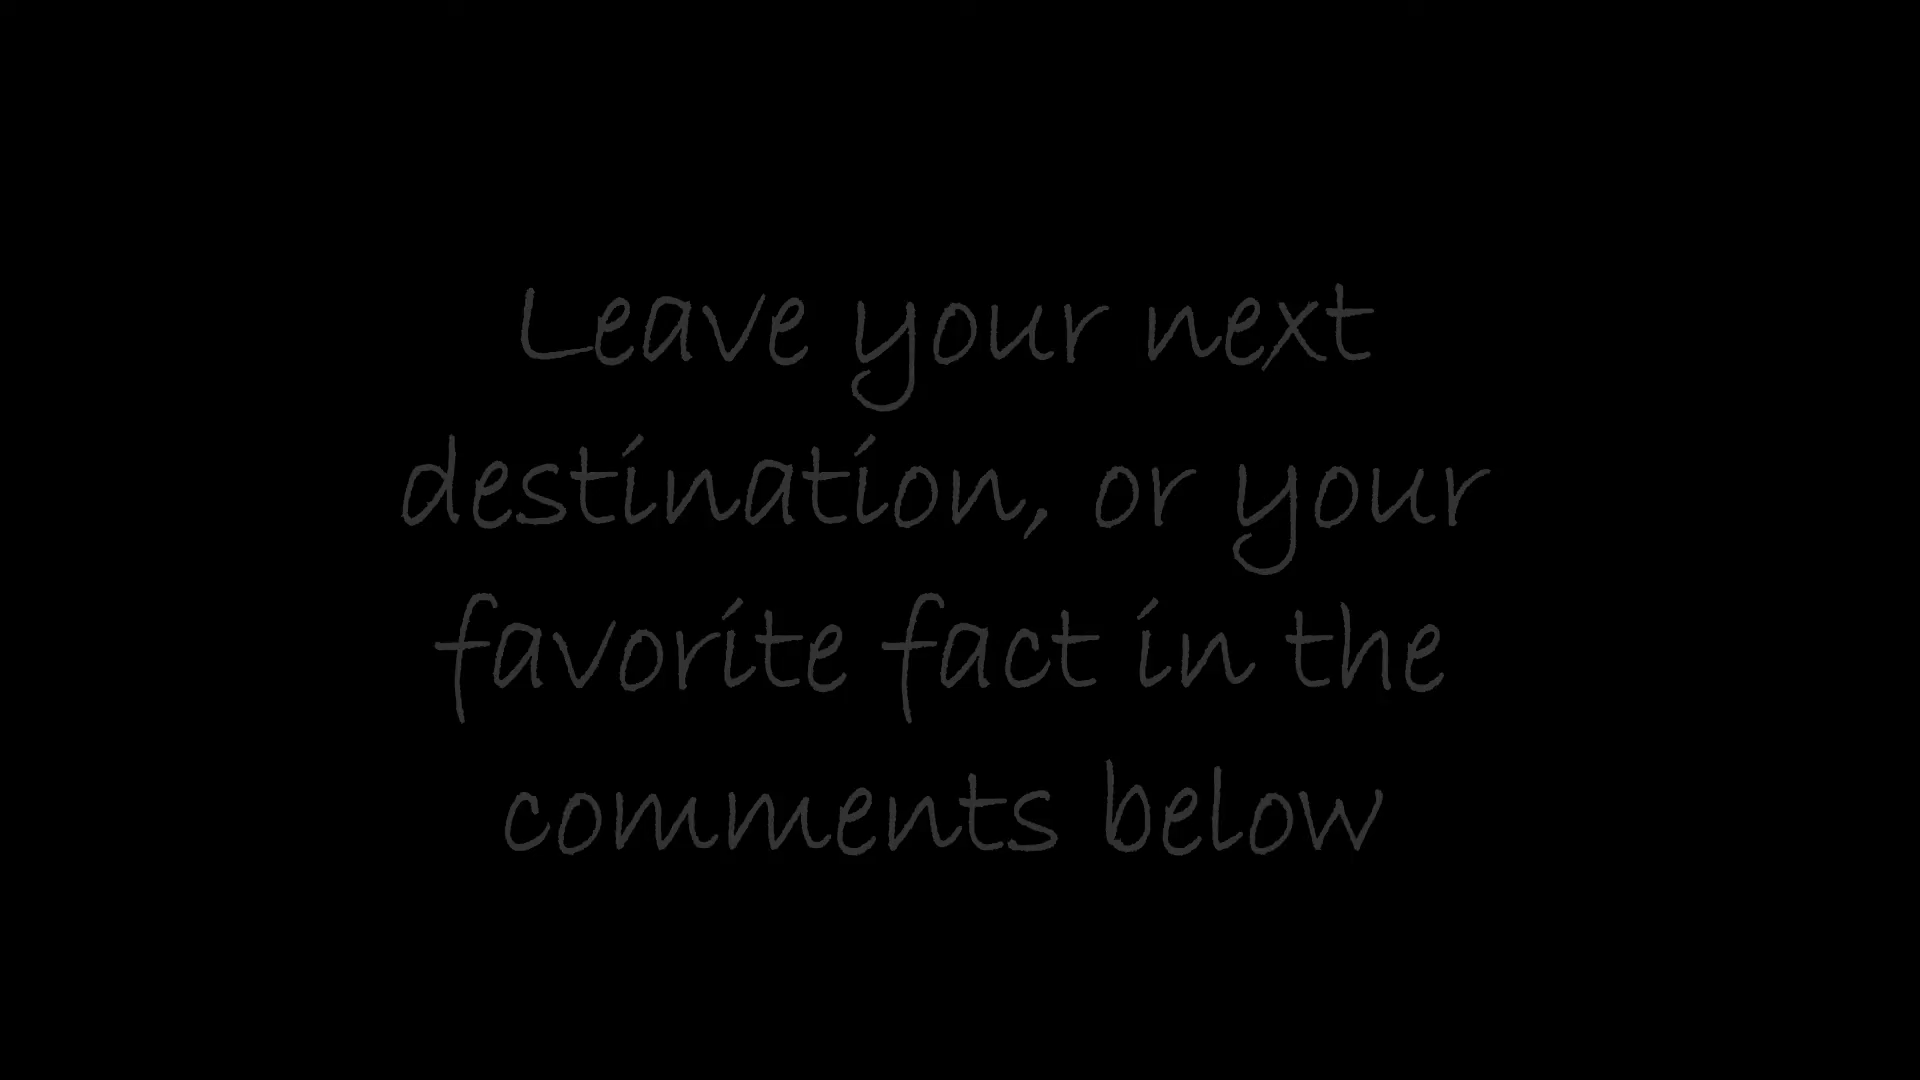 Leave your next
destination, or your
favorite fact in the
comments below